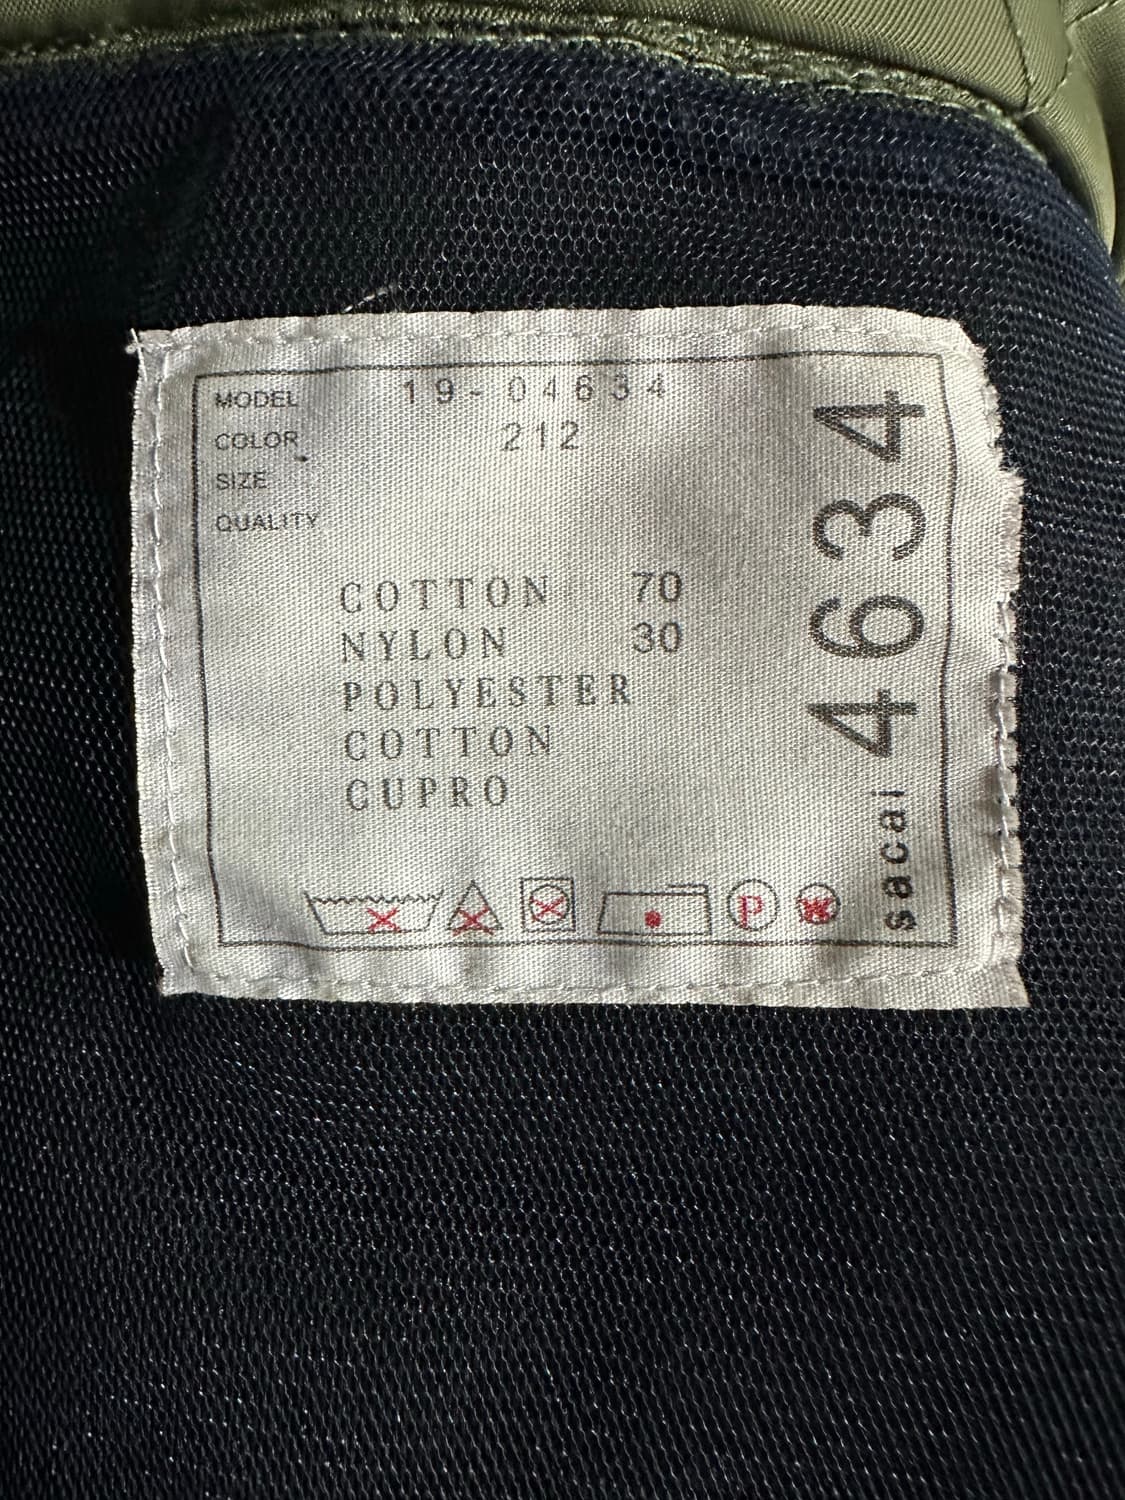 MODEL 19-04634
COLOR 212
SIZE
QUALITY
COTTON 70
NYLON 30
POLYESTER
COTTON
CUPRO
P W
sacai 4634